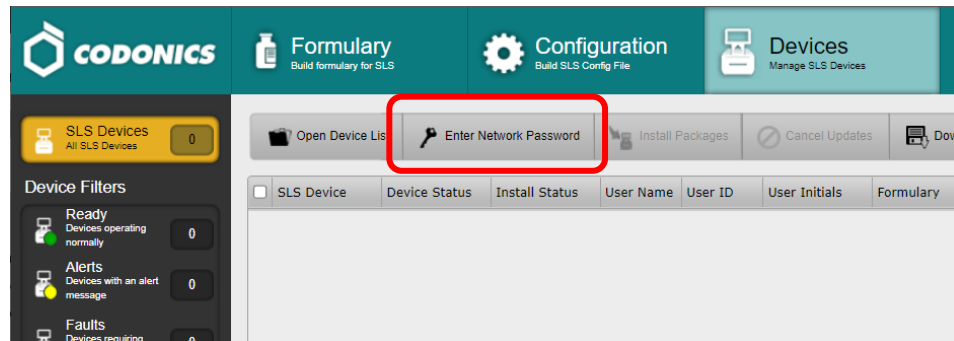 CODONICS
Formulary
Build formulary for SLS
Configuration
Build SLS Config File
Devices
Manage SLS Devices
SLS Devices
All SLS Devices
0
Open Device Lis
Enter Network Password
Install Packages
Cancel Updates
Dow
Device Filters
SLS Device Device Status Install Status User Name User ID User Initials Formulary
Ready
Devices operating
normally
0
Alerts
Devices with an alert
message
0
Faults
Devices requiring
0